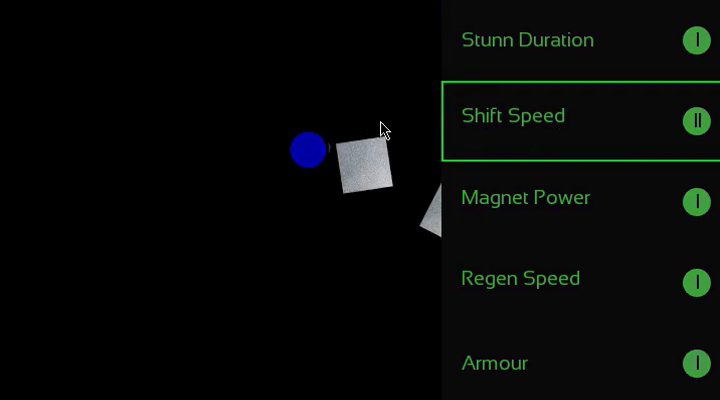 Stunn Duration I
Shift Speed II
Magnet Power I
Regen Speed I
Armour I